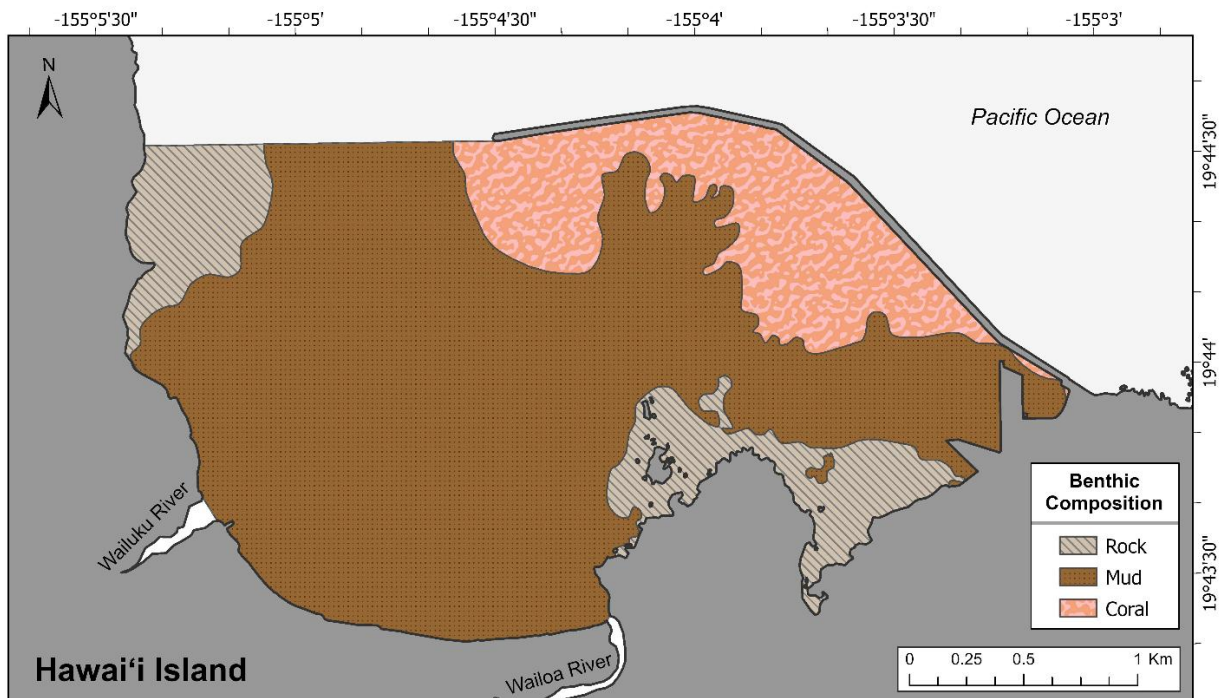 -155°5'30" -155°5' -155°4'30" -155°4' -155°3'30" -155°3'
N
Pacific Ocean
19°44'30"
19°44'
19°43'30"
Wailuku River
Wailoa River
Hawai‘i Island
Benthic
Composition
Rock
Mud
Coral
0 0.25 0.5 1 Km